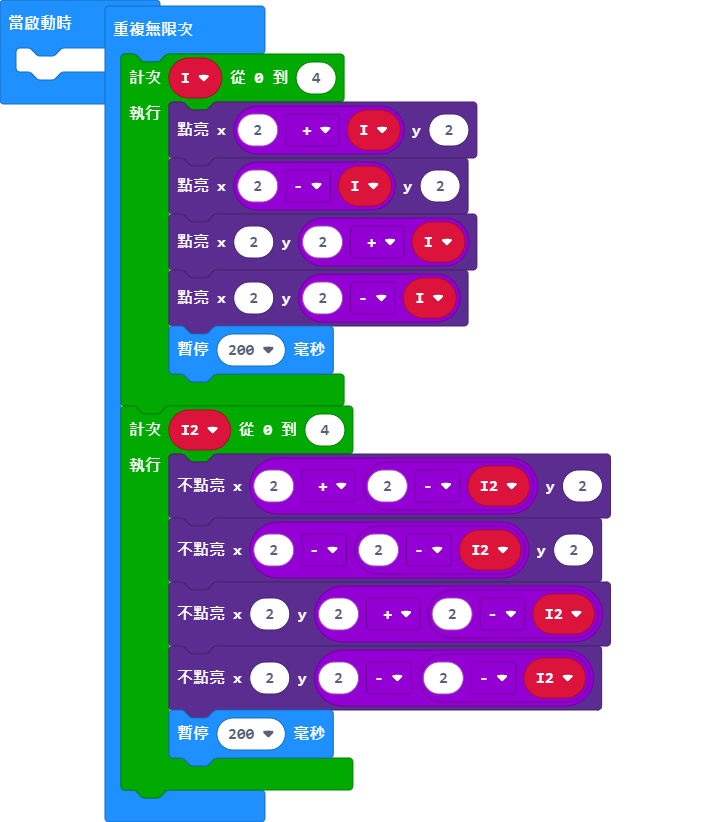 當啟動時
重複無限次
計次 I 從 0 到 4
執行
點亮 x 2 + I y 2
點亮 x 2 - I y 2
點亮 x 2 y 2 + I
點亮 x 2 y 2 - I
暫停 200 毫秒
計次 I2 從 0 到 4
執行
不點亮 x 2 + 2 - I2 y 2
不點亮 x 2 - 2 - I2 y 2
不點亮 x 2 y 2 + 2 - I2
不點亮 x 2 y 2 - 2 - I2
暫停 200 毫秒